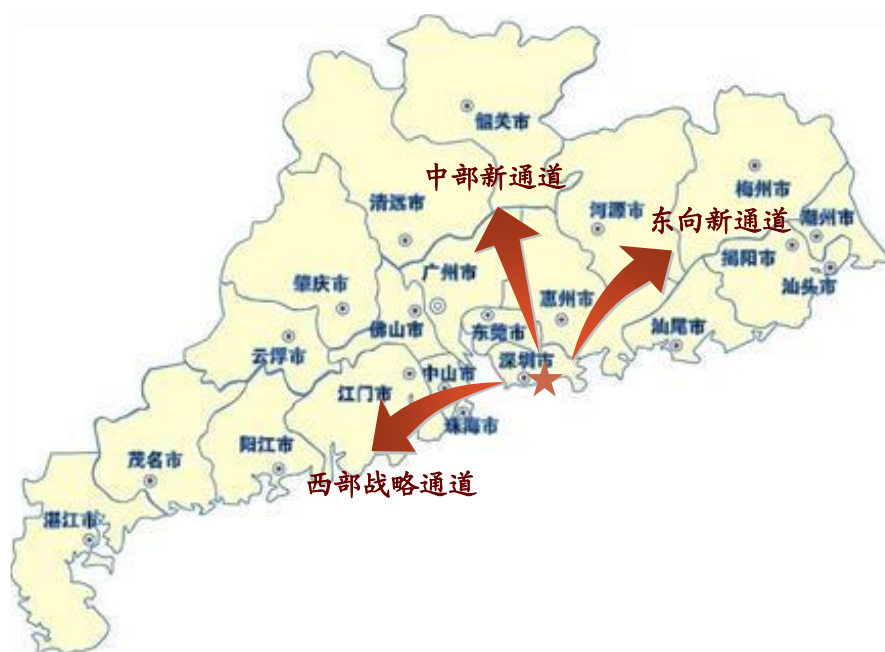 韶关市
中部新通道
梅州市
清远市
河源市
东向新通道
潮州市
揭阳市
广州市
肇庆市
汕头市
惠州市
佛山市
东莞市
汕尾市
云浮市
深圳市
中山市
江门市
珠海市
阳江市
茂名市
西部战略通道
湛江市